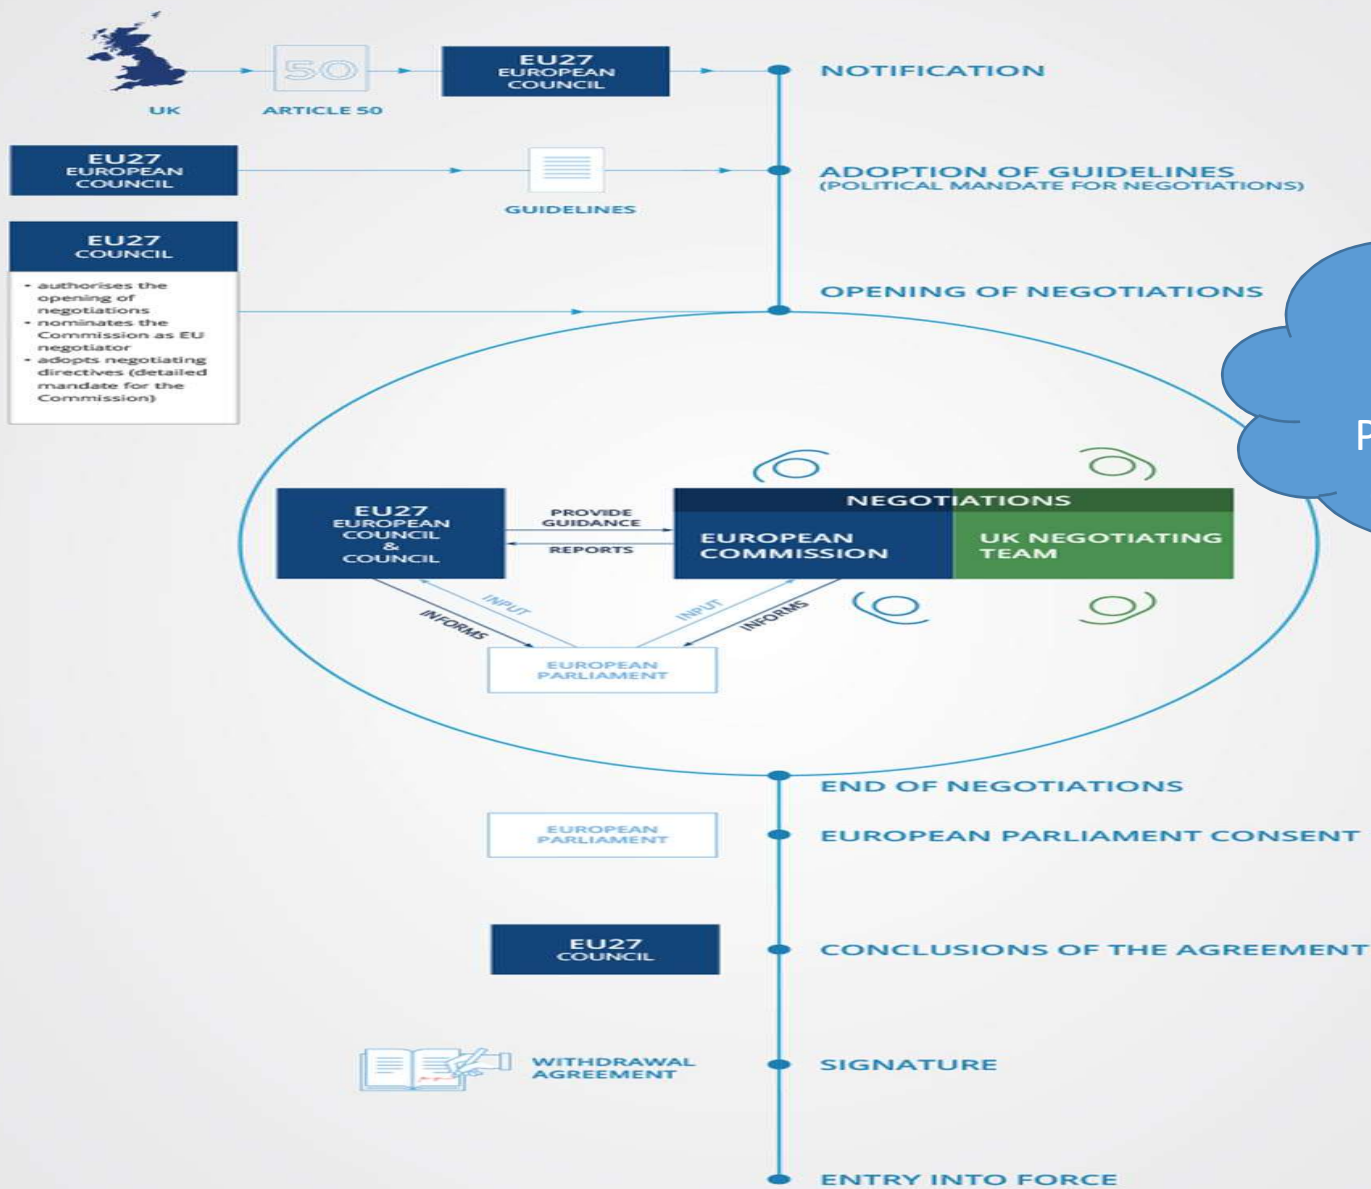 EU27
EUROPEAN
COUNCIL
50
NOTIFICATION
UK
ARTICLE 50
EU27
EUROPEAN
COUNCIL
ADOPTION OF GUIDELINES
(POLITICAL MANDATE FOR NEGOTIATIONS)
GUIDELINES
EU27
COUNCIL
• authorises the
opening of
negotiations
• nominates the
Commission as EU
negotiator
• adopts negotiating
directives (detailed
mandate for the
Commission)
OPENING OF NEGOTIATIONS
P
EU27
EUROPEAN
COUNCIL
&
COUNCIL
PROVIDE
GUIDANCE
REPORTS
NEGOTIATIONS
EUROPEAN
COMMISSION
UK NEGOTIATING
TEAM
INPUT
INFORMS
INPUT
INFORMS
EUROPEAN
PARLIAMENT
END OF NEGOTIATIONS
EUROPEAN
PARLIAMENT
EUROPEAN PARLIAMENT CONSENT
EU27
COUNCIL
CONCLUSIONS OF THE AGREEMENT
WITHDRAWAL
AGREEMENT
SIGNATURE
ENTRY INTO FORCE